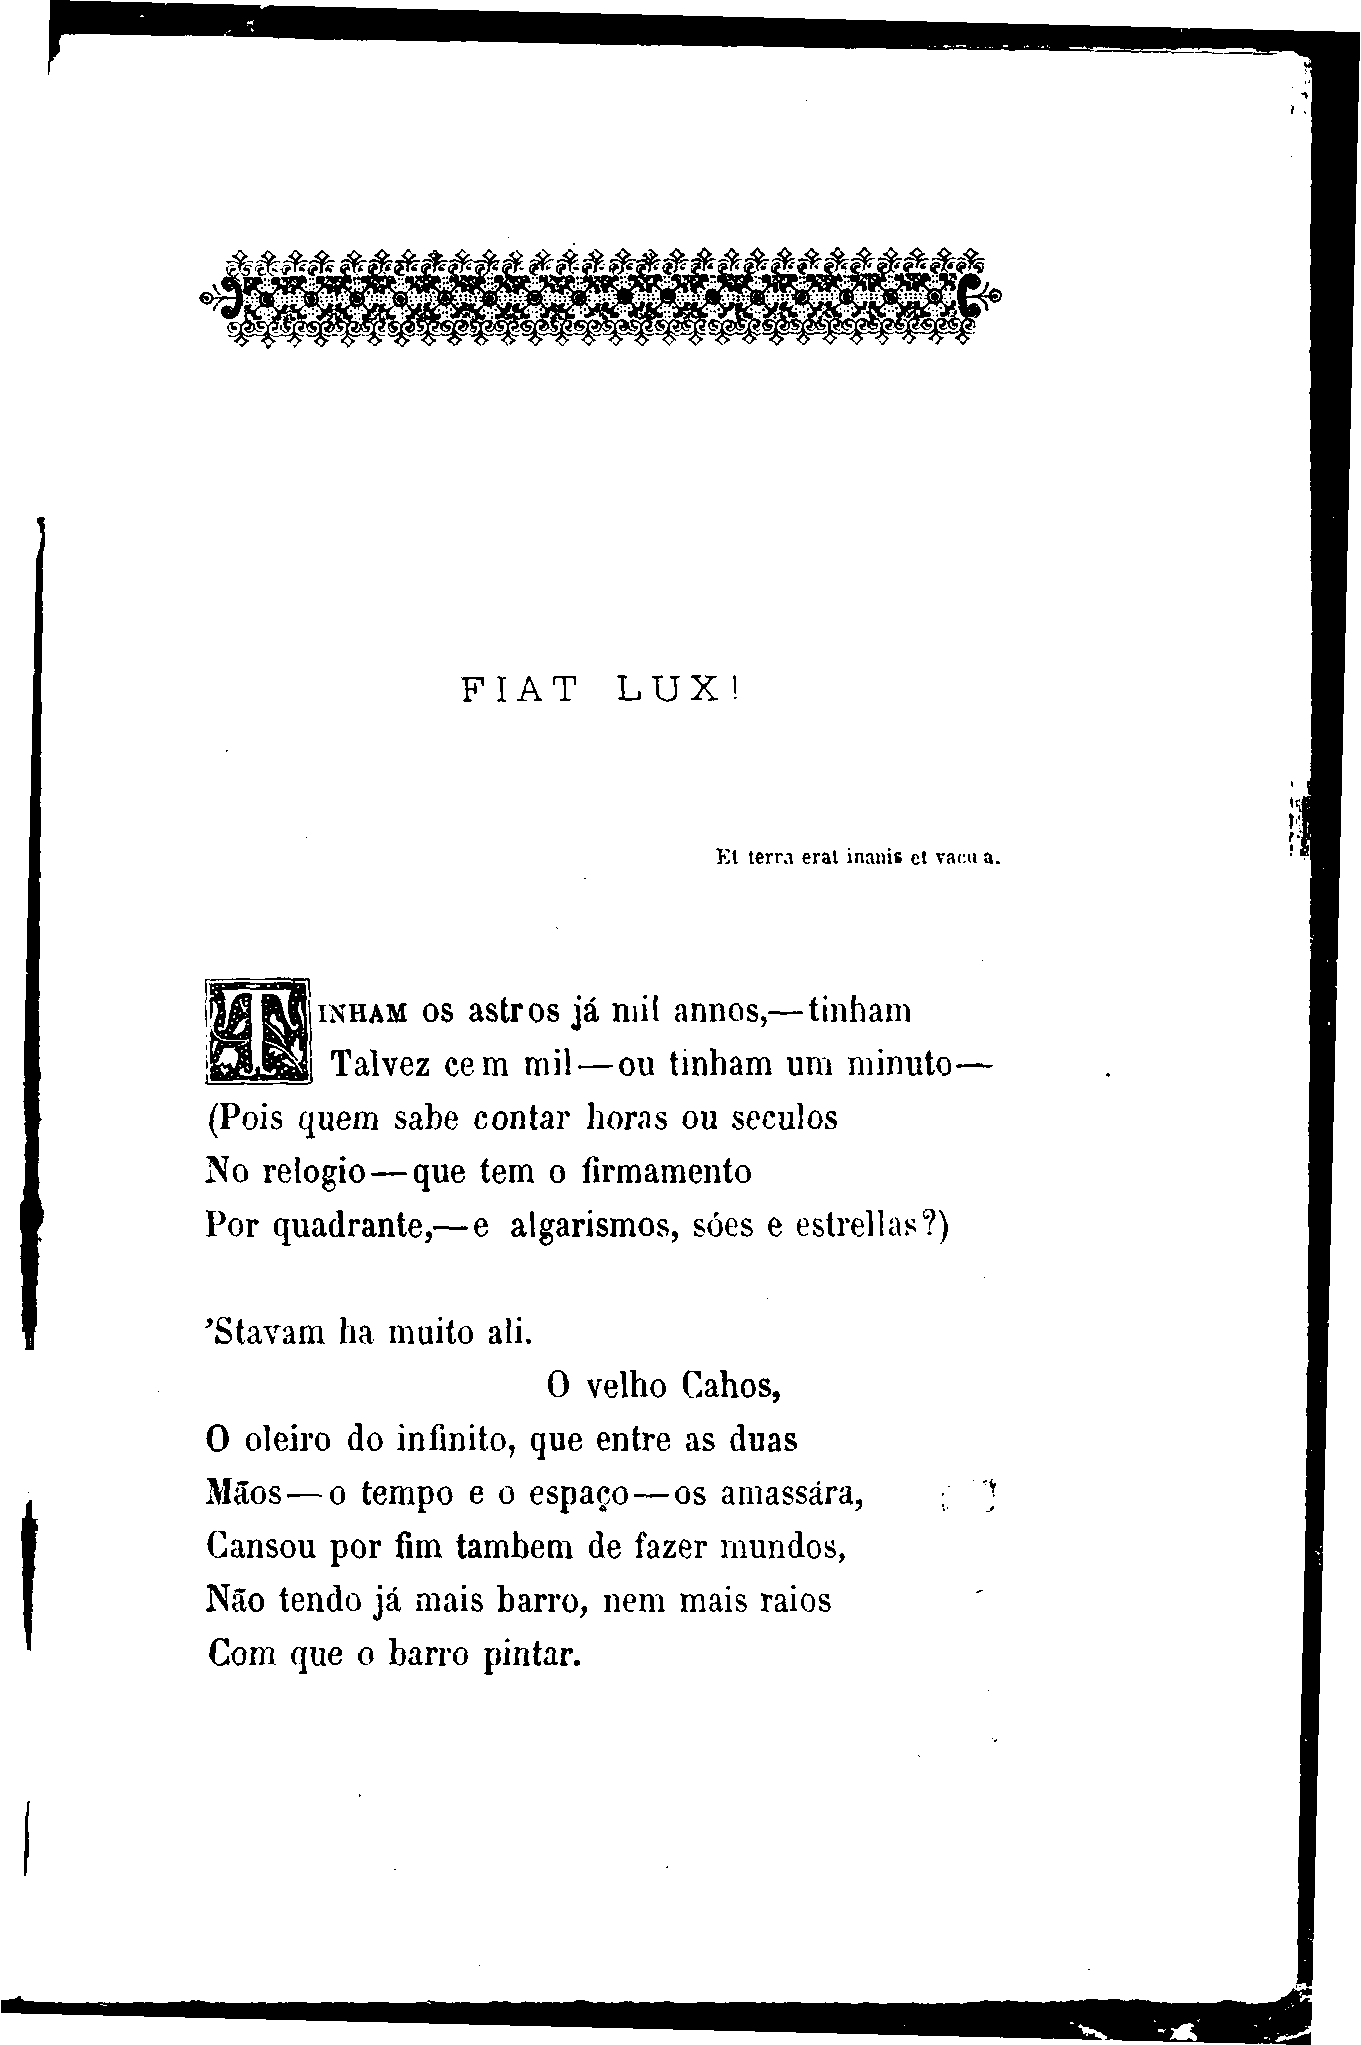 FIAT LUX!
Et terra erat inanis et vacua.
TINHAM os astros já mil annos,—tinham
Talvez cem mil—ou tinham um minuto—
(Pois quem sabe contar horas ou seculos
No relogio—que tem o firmamento
Por quadrante,—e algarismos, sóes e estrellas?)
'Stavam ha muito ali.
O velho Cahos,
O oleiro do infinito, que entre as duas
Mãos—o tempo e o espaço—os amassára,
Cansou por fim tambem de fazer mundos,
Não tendo já mais barro, nem mais raios
Com que o barro pintar.